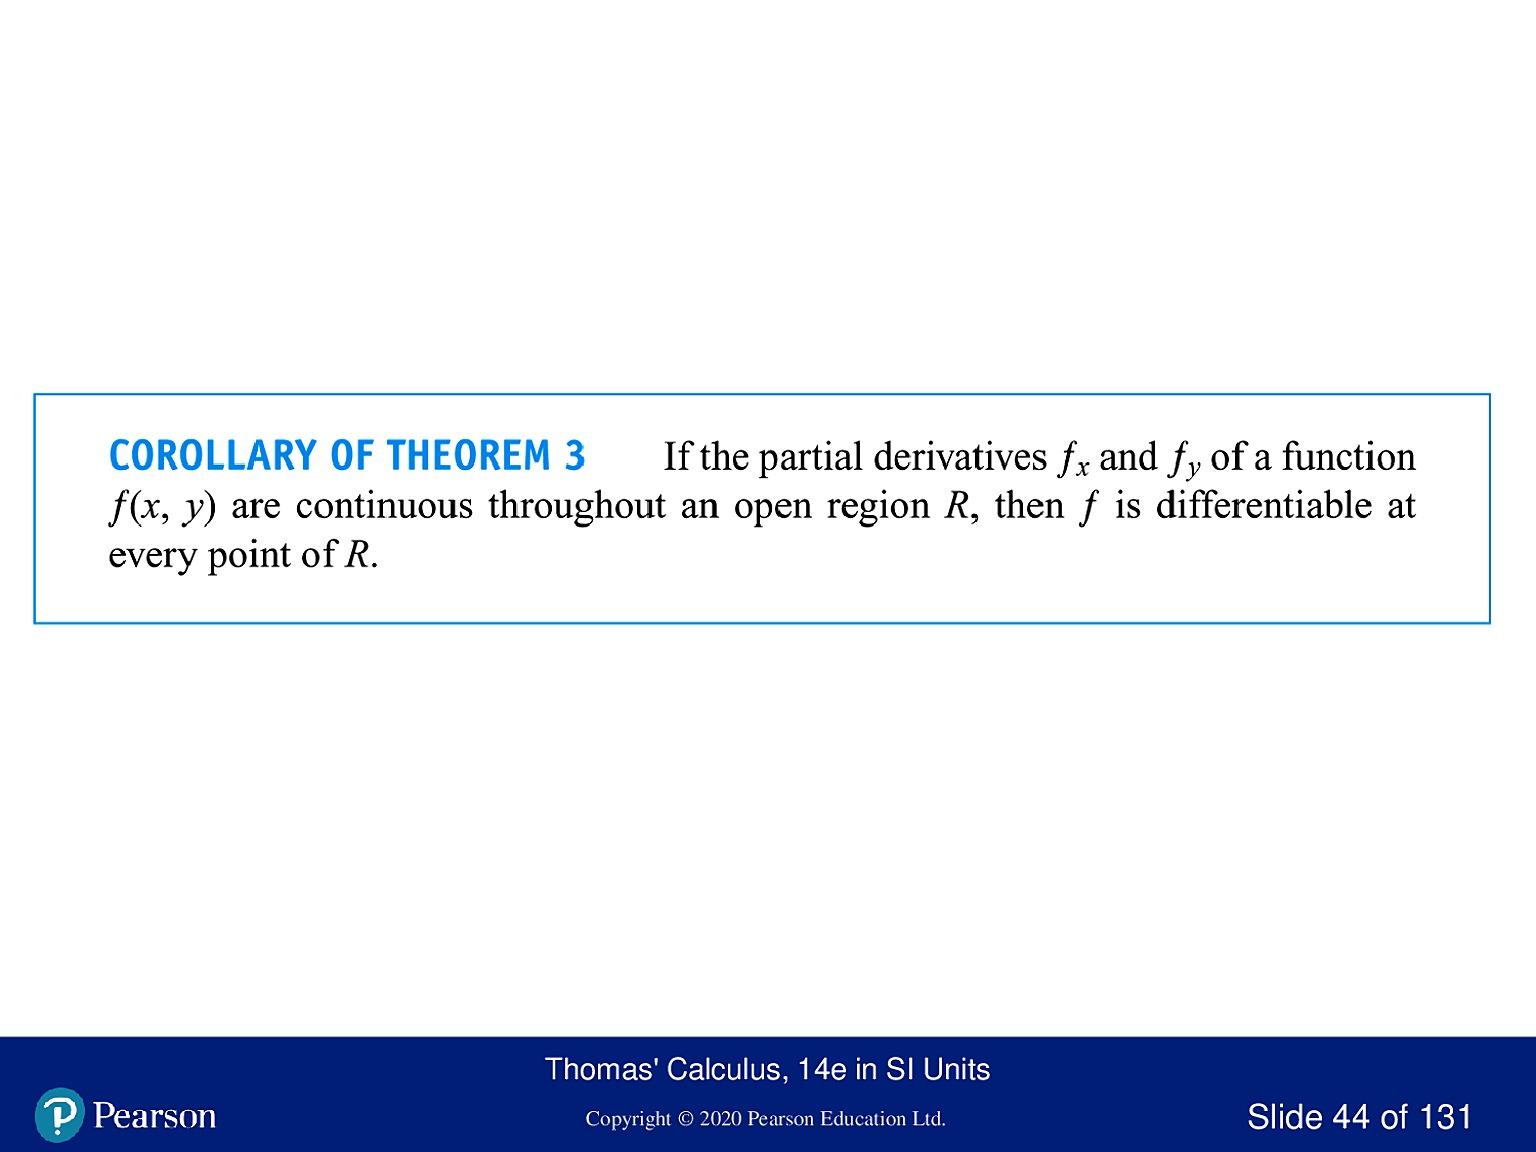 COROLLARY OF THEOREM 3 If the partial derivatives fx and fy of a function
f(x, y) are continuous throughout an open region R, then f is differentiable at
every point of R.
Thomas' Calculus, 14e in SI Units
Pearson
Copyright © 2020 Pearson Education Ltd.
Slide 44 of 131